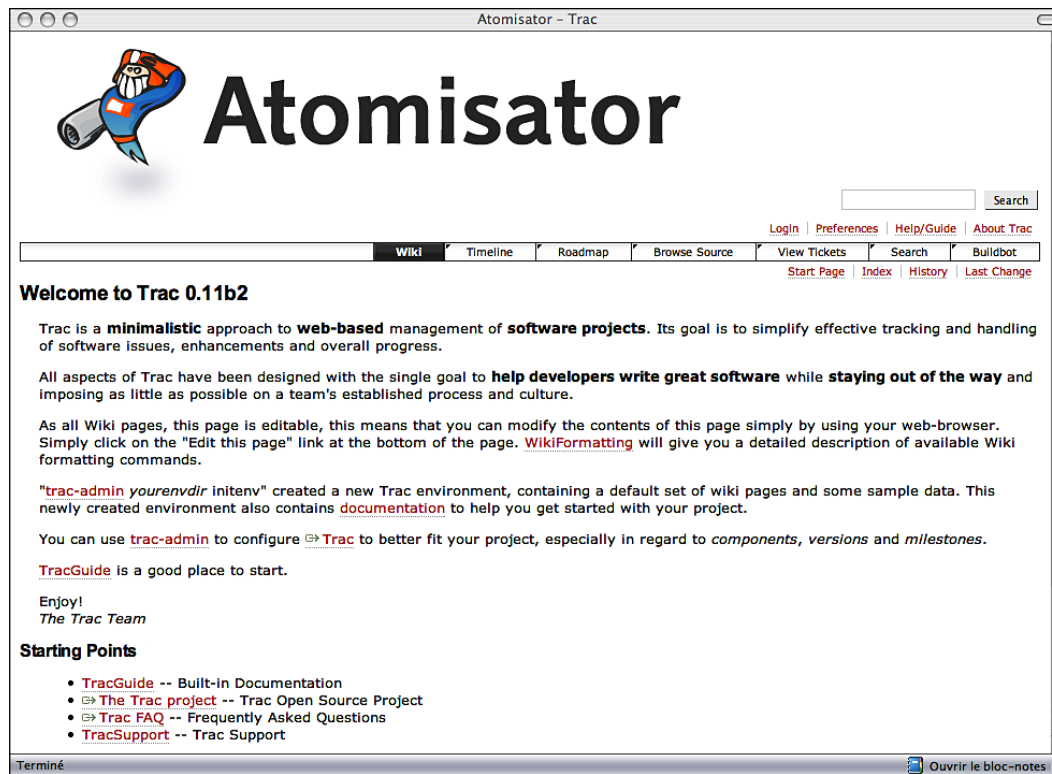 Atomisator – Trac
Atomisator
Search
Login Preferences Help/Guide About Trac
Wiki Timeline Roadmap Browse Source View Tickets Search Buildbot
Start Page Index History Last Change
Welcome to Trac 0.11b2
Trac is a minimalistic approach to web-based management of software projects. Its goal is to simplify effective tracking and handling
of software issues, enhancements and overall progress.
All aspects of Trac have been designed with the single goal to help developers write great software while staying out of the way and
imposing as little as possible on a team's established process and culture.
As all Wiki pages, this page is editable, this means that you can modify the contents of this page simply by using your web-browser.
Simply click on the "Edit this page" link at the bottom of the page. WikiFormatting will give you a detailed description of available Wiki
formatting commands.
"trac-admin yourenvdir initenv" created a new Trac environment, containing a default set of wiki pages and some sample data. This
newly created environment also contains documentation to help you get started with your project.
You can use trac-admin to configure Trac to better fit your project, especially in regard to components, versions and milestones.
TracGuide is a good place to start.
Enjoy!
The Trac Team
Starting Points
• TracGuide -- Built-in Documentation
• The Trac project -- Trac Open Source Project
• Trac FAQ -- Frequently Asked Questions
• TracSupport -- Trac Support
Terminé Ouvrir le bloc-notes